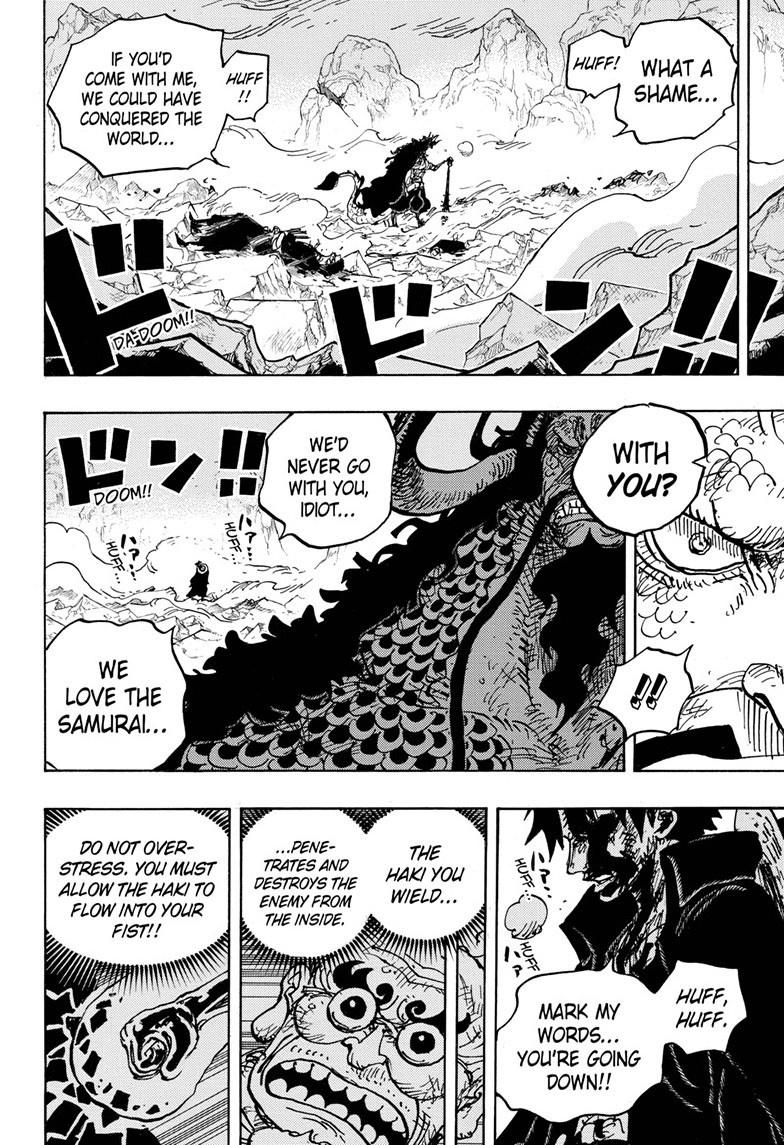 WHAT A
SHAME...
HUFF!
HUFF
!!
IF YOU'D
COME WITH ME,
WE COULD HAVE
CONQUERED THE
WORLD...
ドドン!!
DA-DOOM!!
!!
WITH
YOU?
WE'D
NEVER GO
WITH YOU,
IDIOT...
ドン!!
DOOM!!
ハァ…
HUFF...
ハァ…
HUFF...
WE
LOVE THE
SAMURAI...
ハァ…
HUFF...
ハァ…
HUFF
HUFF,
HUFF.
MARK MY
WORDS...
YOU'RE GOING
DOWN!!
THE
HAKI YOU
WIELD...
...PENE-
TRATES AND
DESTROYS THE
ENEMY FROM
THE INSIDE.
DO NOT OVER-
STRESS. YOU MUST
ALLOW THE HAKI TO
FLOW INTO YOUR
FIST!!